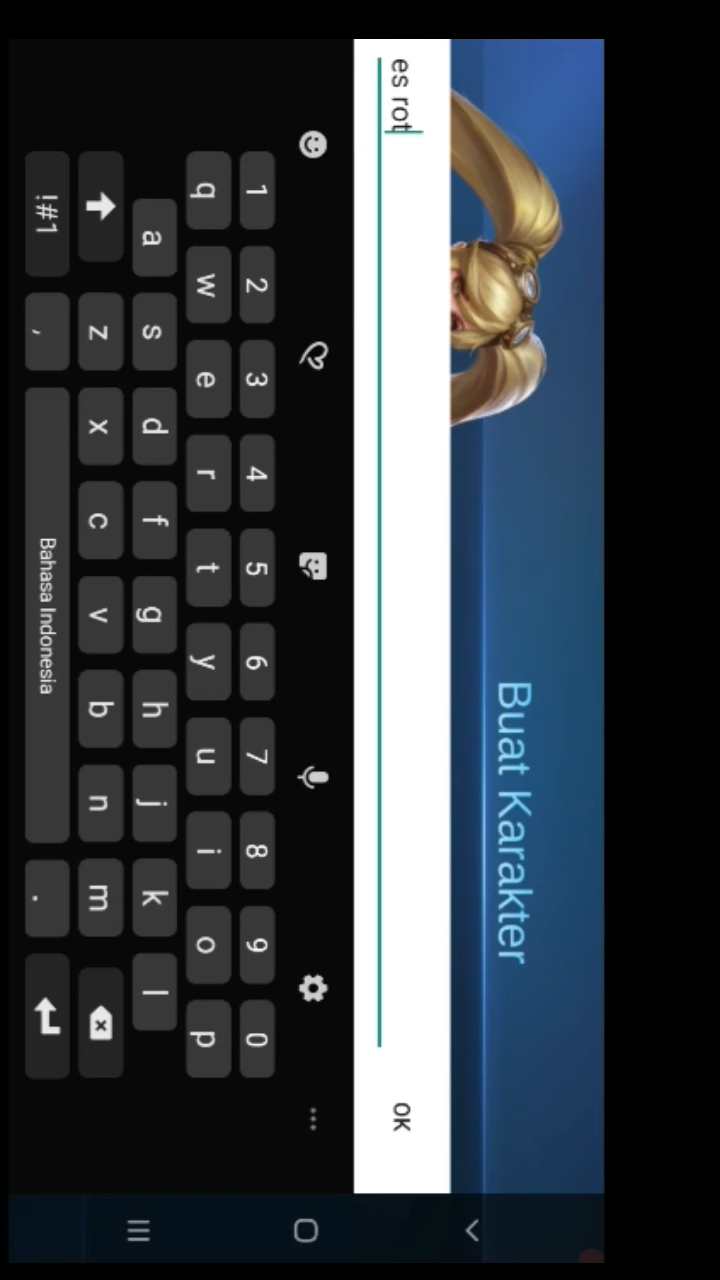 Buat Karakter
es rot
OK
1 2 3 4 5 6 7 8 9 0
q w e r t y u i o p
a s d f g h j k l
z x c v b n m
!#1 , Bahasa Indonesia .